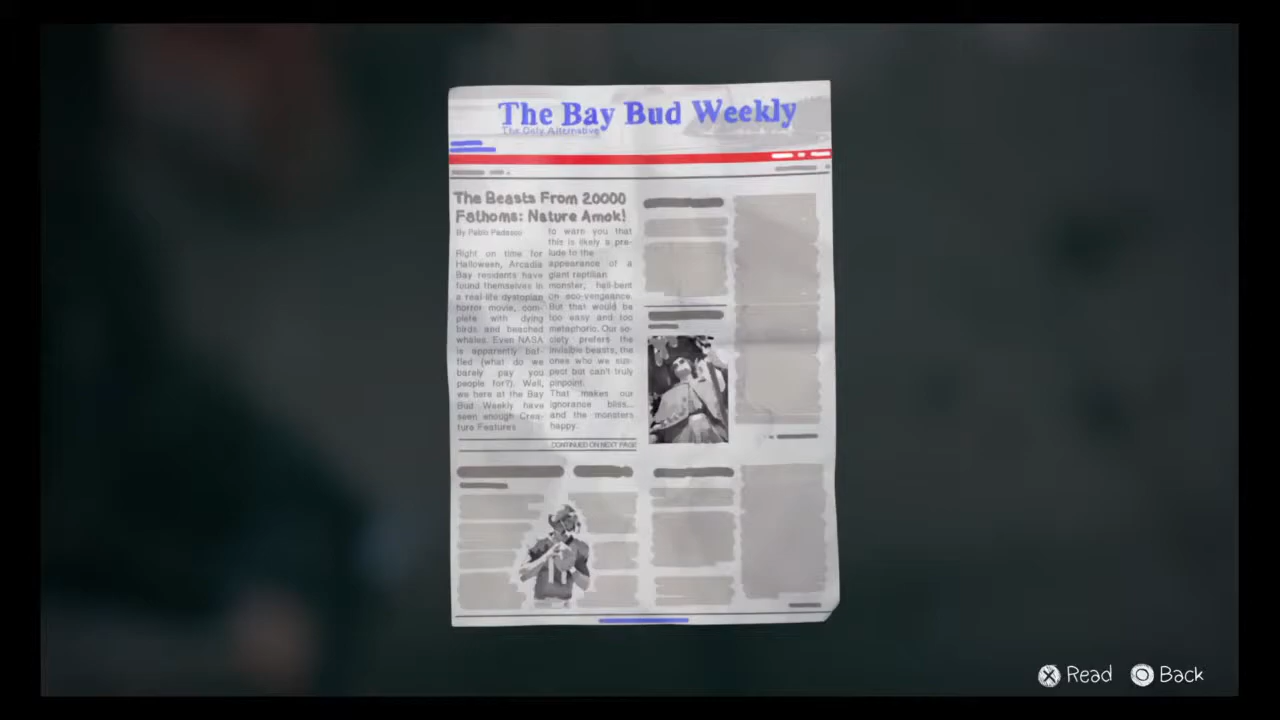 The Bay Bud Weekly
The Only Alternative
The Beasts From 20000
Fathoms: Nature Amok!
By Pablo Padasso
Right on time for
Halloween, Arcadia
Bay residents have
found themselves in
a real-life dystopian
horror movie, com-
plete with dying
birds and beached
whales. Even NASA
is apparently baf-
fled (what do we
barely pay you
people for?). Well,
we here at the Bay
Bud Weekly have
seen enough Crea-
ture Features
to warn you that
this is likely a pre-
lude to the
appearance of a
giant reptilian
monster, hell-bent
on eco-vengeance.
But that would be
too easy and too
metaphoric. Our so-
ciety prefers the
invisible beasts, the
ones who we sus-
pect but can't truly
pinpoint.
That makes our
ignorance bliss...
and the monsters
happy.
CONTINUED ON NEXT PAGE
Read
Back